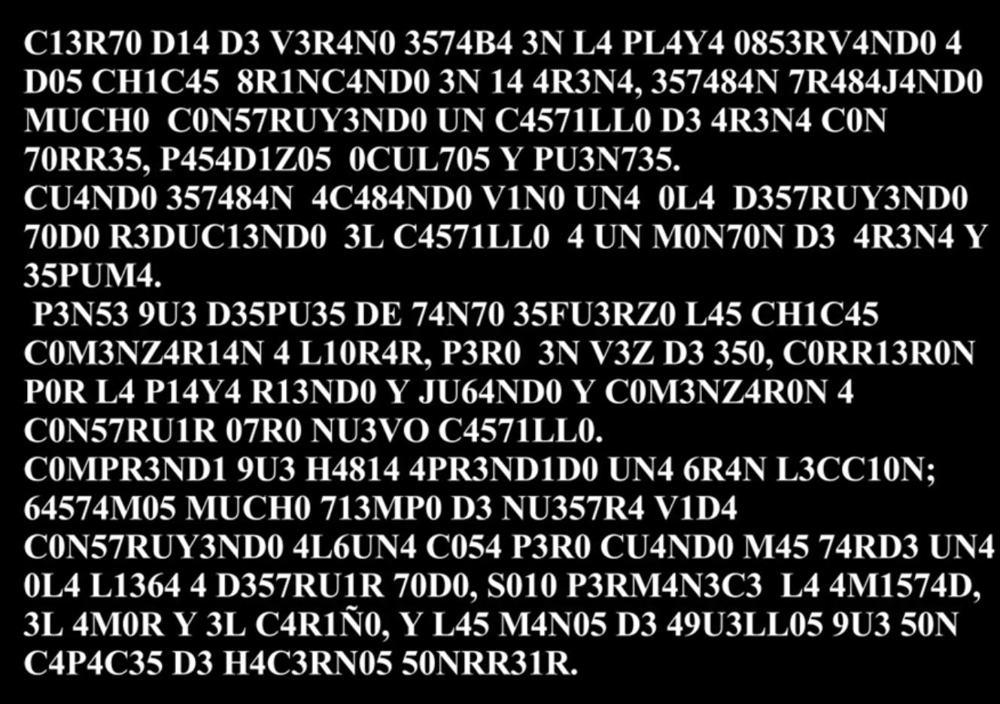 C13R70 D14 D3 V3R4N0 3574B4 3N L4 PL4Y4 0853RV4ND0 4
D05 CH1C45 8R1NC4ND0 3N 14 4R3N4, 357484N 7R484J4ND0
MUCH0 C0N57RUY3ND0 UN C4571LL0 D3 4R3N4 C0N
70RR35, P454D1Z05 0CUL705 Y PU3N735.
CU4ND0 357484N 4C484ND0 V1N0 UN4 0L4 D357RUY3ND0
70D0 R3DUC13ND0 3L C4571LL0 4 UN M0N70N D3 4R3N4 Y
35PUM4.
P3N53 9U3 D35PU35 DE 74N70 35FU3RZ0 L45 CH1C45
C0M3NZ4R14N 4 L10R4R, P3R0 3N V3Z D3 350, C0RR13R0N
P0R L4 P14Y4 R13ND0 Y JU64ND0 Y C0M3NZ4R0N 4
C0N57RU1R 07R0 NU3VO C4571LL0.
C0MPR3ND1 9U3 H4814 4PR3ND1D0 UN4 6R4N L3CC10N;
64574M05 MUCH0 713MP0 D3 NU357R4 V1D4
C0N57RUY3ND0 4L6UN4 C054 P3R0 CU4ND0 M45 74RD3 UN4
0L4 L1364 4 D357RU1R 70D0, S010 P3RM4N3C3 L4 4M1574D,
3L 4M0R Y 3L C4R1Ñ0, Y L45 M4N05 D3 49U3LL05 9U3 50N
C4P4C35 D3 H4C3RN05 50NRR31R.